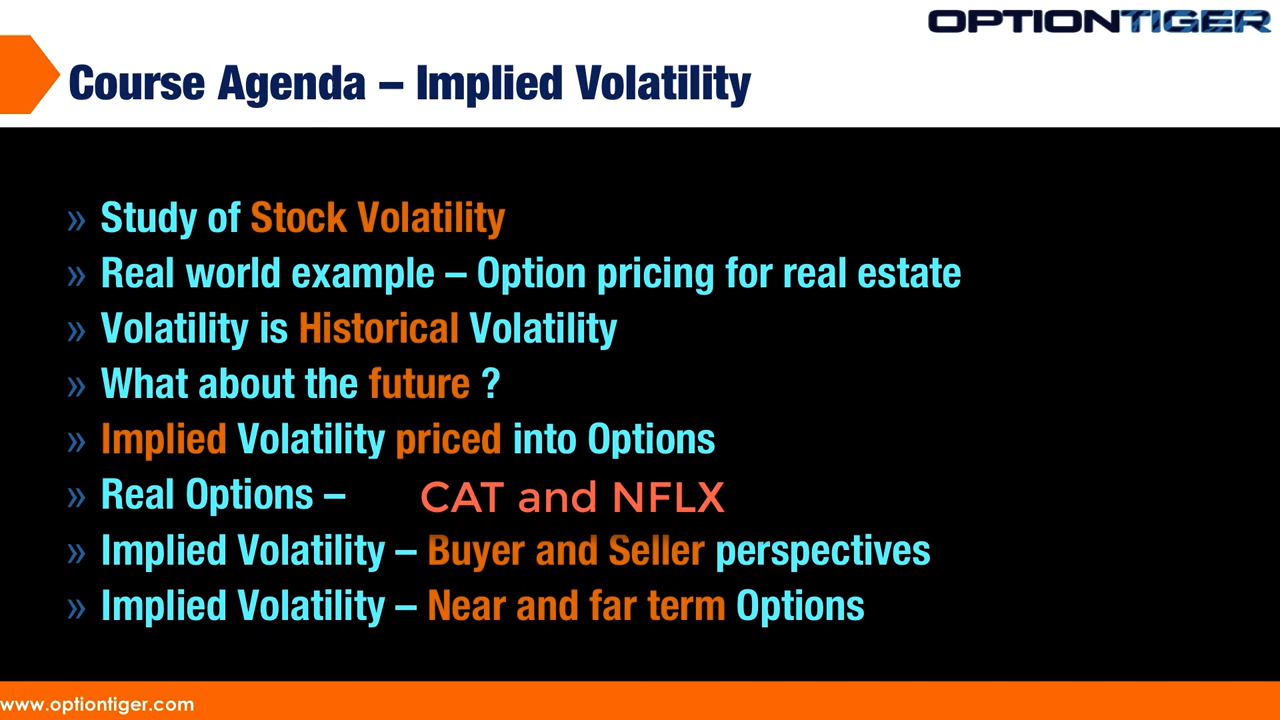 OPTIONTIGER
Course Agenda – Implied Volatility
» Study of Stock Volatility
» Real world example – Option pricing for real estate
» Volatility is Historical Volatility
» What about the future ?
» Implied Volatility priced into Options
» Real Options – CAT and NFLX
» Implied Volatility – Buyer and Seller perspectives
» Implied Volatility – Near and far term Options
www.optiontiger.com